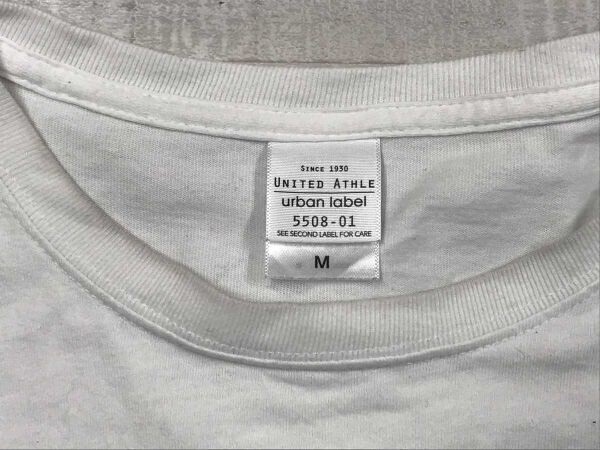 SINCE 1930
UNITED ATHLE
urban label
5508-01
SEE SECOND LABEL FOR CARE
M